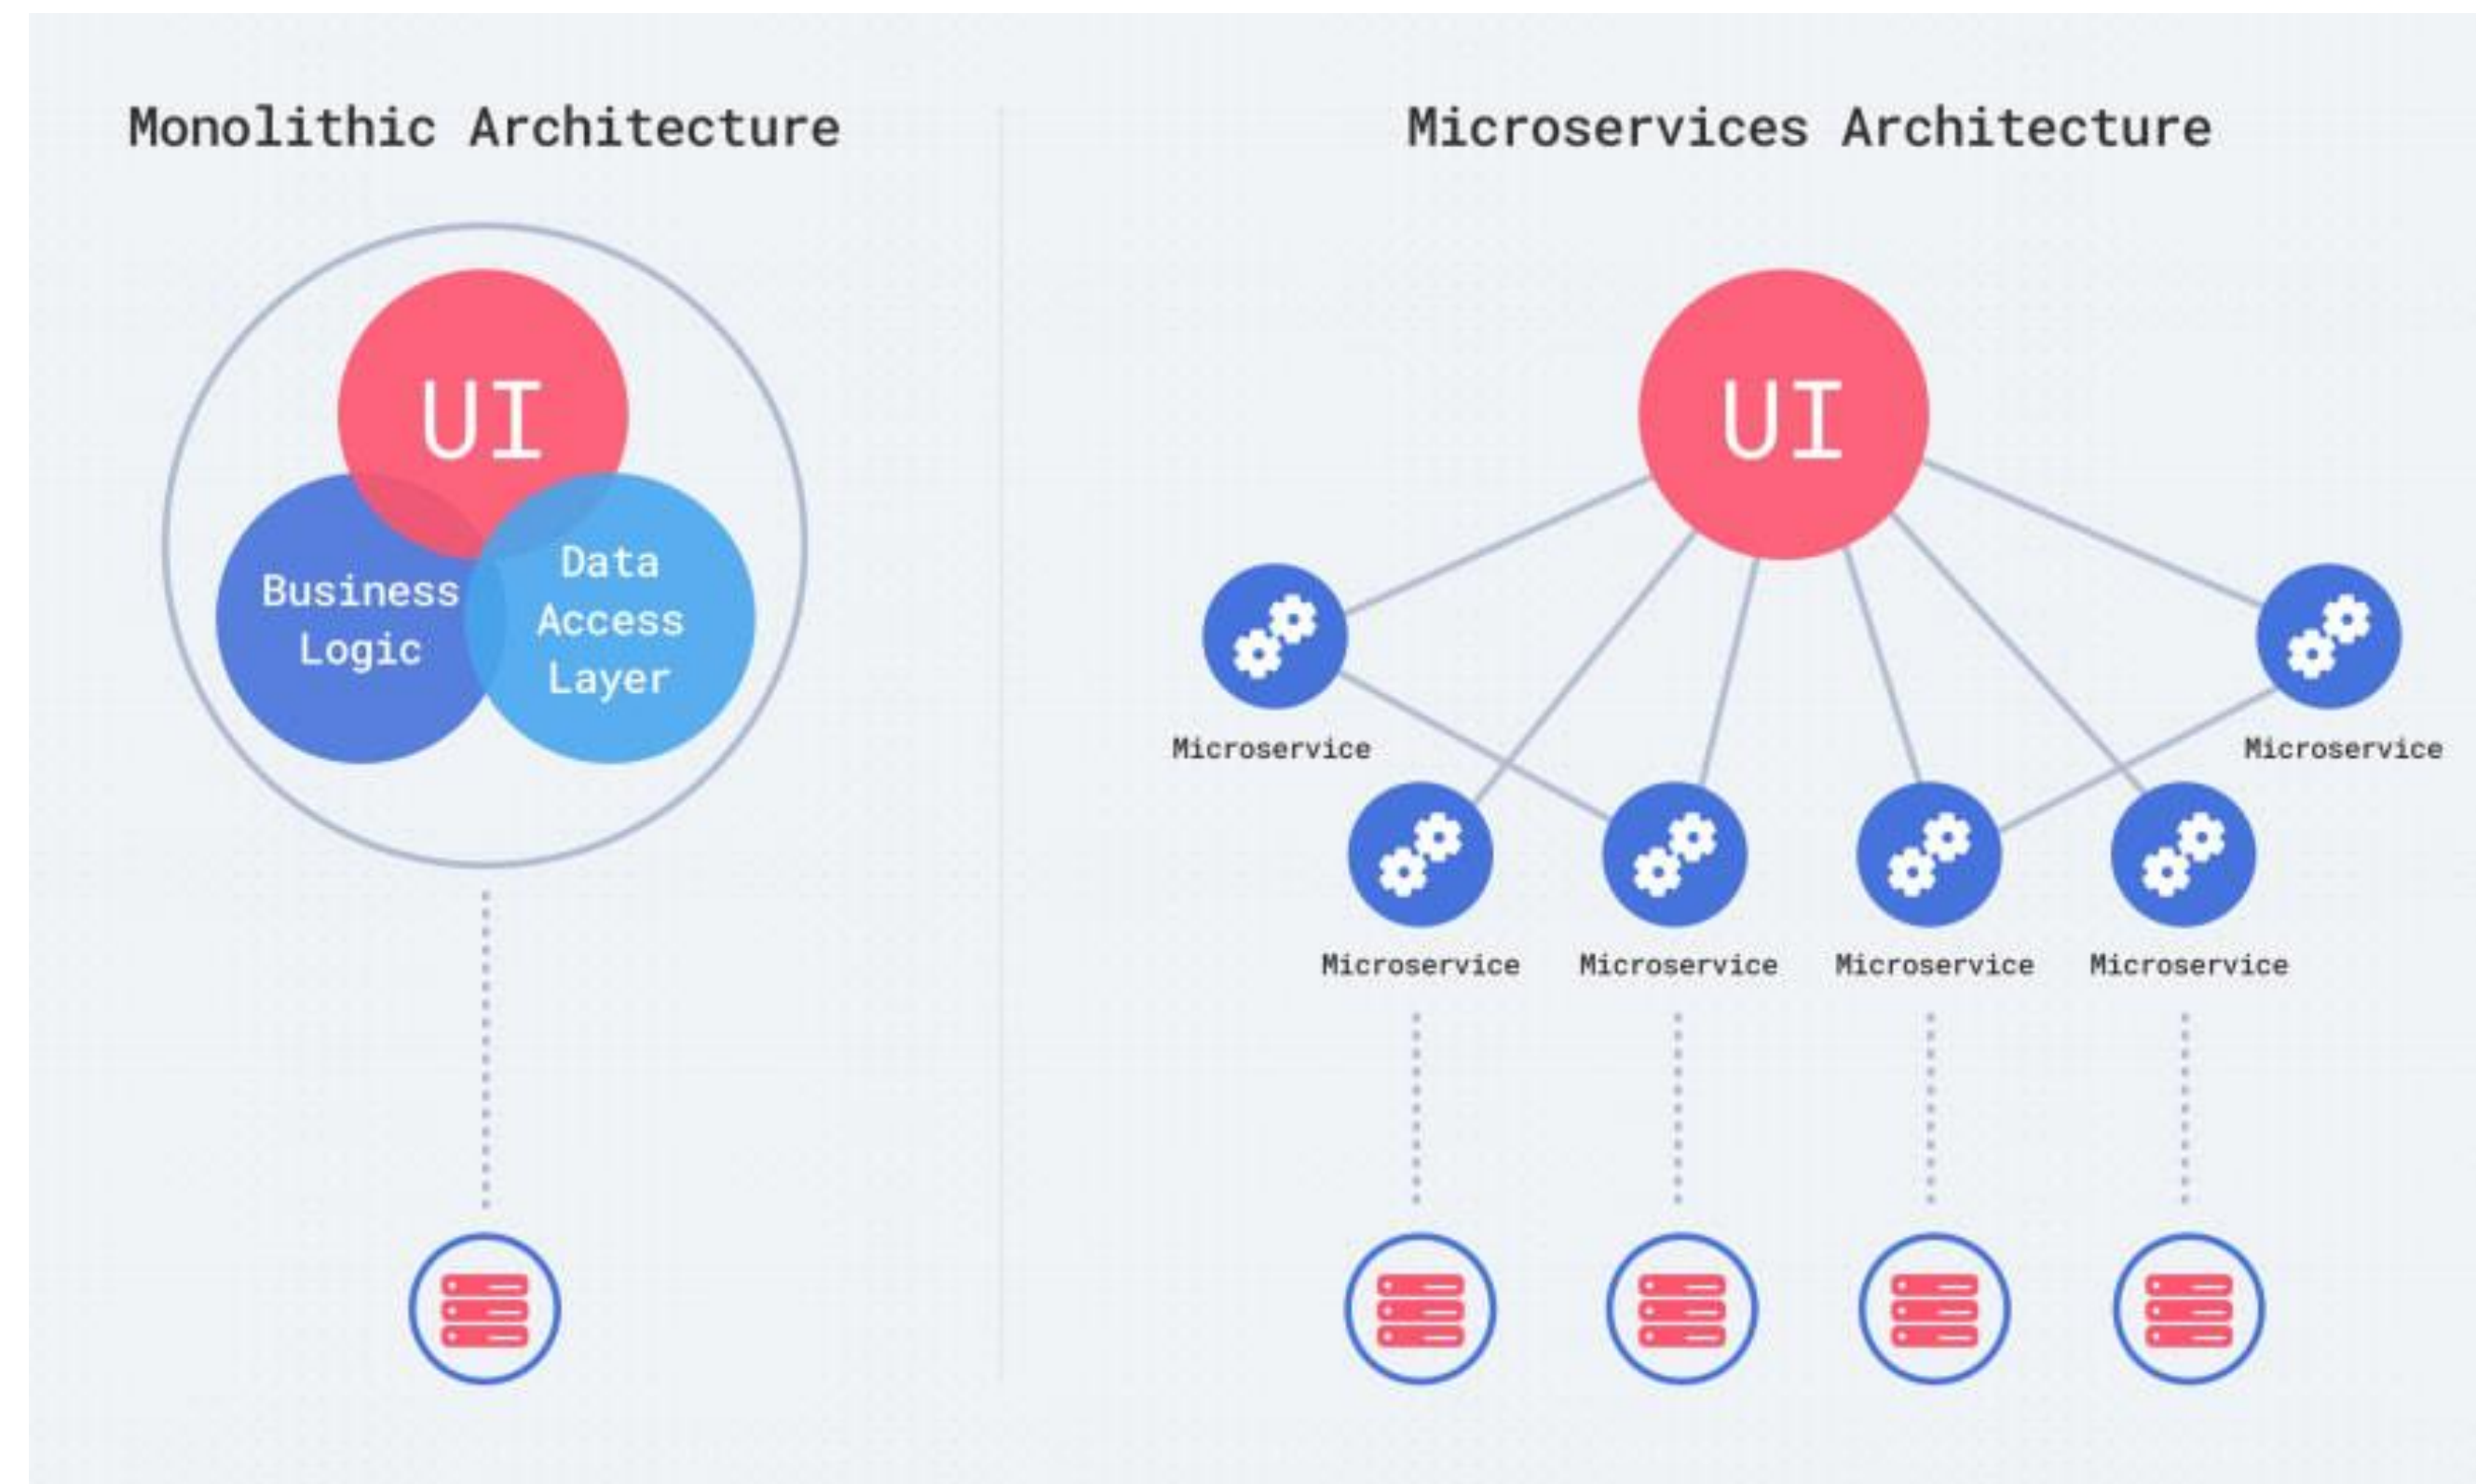 Monolithic Architecture
UI
Business
Logic
Data
Access
Layer
Microservices Architecture
UI
Microservice
Microservice
Microservice
Microservice
Microservice
Microservice